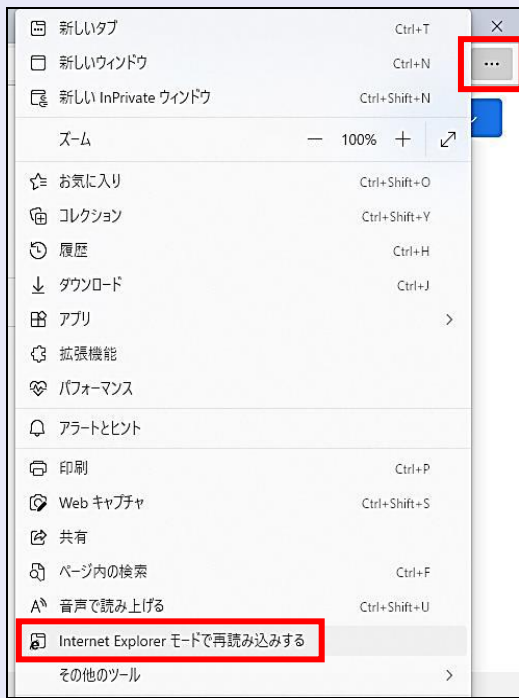 新しいタブ Ctrl+T
新しいウィンドウ Ctrl+N
新しい InPrivate ウィンドウ Ctrl+Shift+N
ズーム 100%
お気に入り Ctrl+Shift+O
コレクション Ctrl+Shift+Y
履歴 Ctrl+H
ダウンロード Ctrl+J
アプリ
拡張機能
パフォーマンス
アラートとヒント
印刷 Ctrl+P
Web キャプチャ Ctrl+Shift+S
共有
ページ内の検索 Ctrl+F
音声で読み上げる Ctrl+Shift+U
Internet Explorer モードで再読み込みする
その他のツール